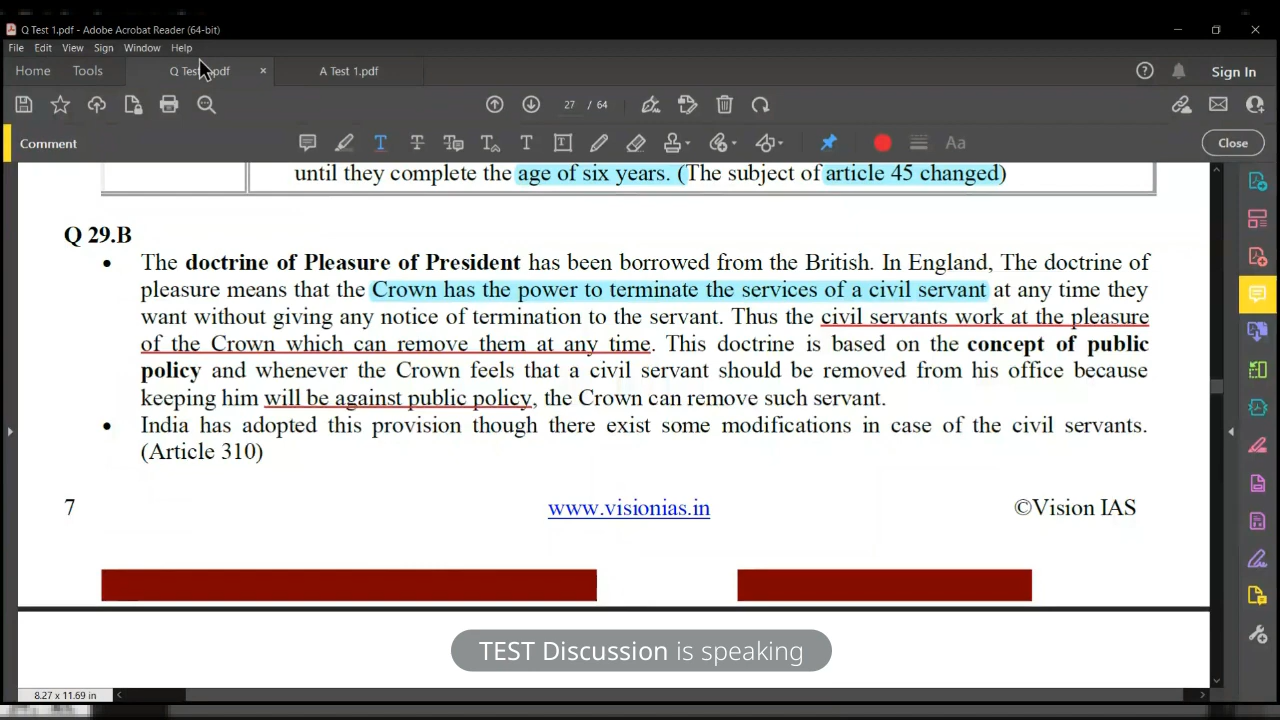 Q Test 1.pdf - Adobe Acrobat Reader (64-bit)
File Edit View Sign Window Help
Home Tools Q Test 1.pdf × A Test 1.pdf Sign In
27 / 64
Comment Close
until they complete the age of six years. (The subject of article 45 changed)
Q 29.B
• The doctrine of Pleasure of President has been borrowed from the British. In England, The doctrine of
pleasure means that the Crown has the power to terminate the services of a civil servant at any time they
want without giving any notice of termination to the servant. Thus the civil servants work at the pleasure
of the Crown which can remove them at any time. This doctrine is based on the concept of public
policy and whenever the Crown feels that a civil servant should be removed from his office because
keeping him will be against public policy, the Crown can remove such servant.
• India has adopted this provision though there exist some modifications in case of the civil servants.
(Article 310)
7 www.visionias.in ©Vision IAS
TEST Discussion is speaking
8.27 x 11.69 in